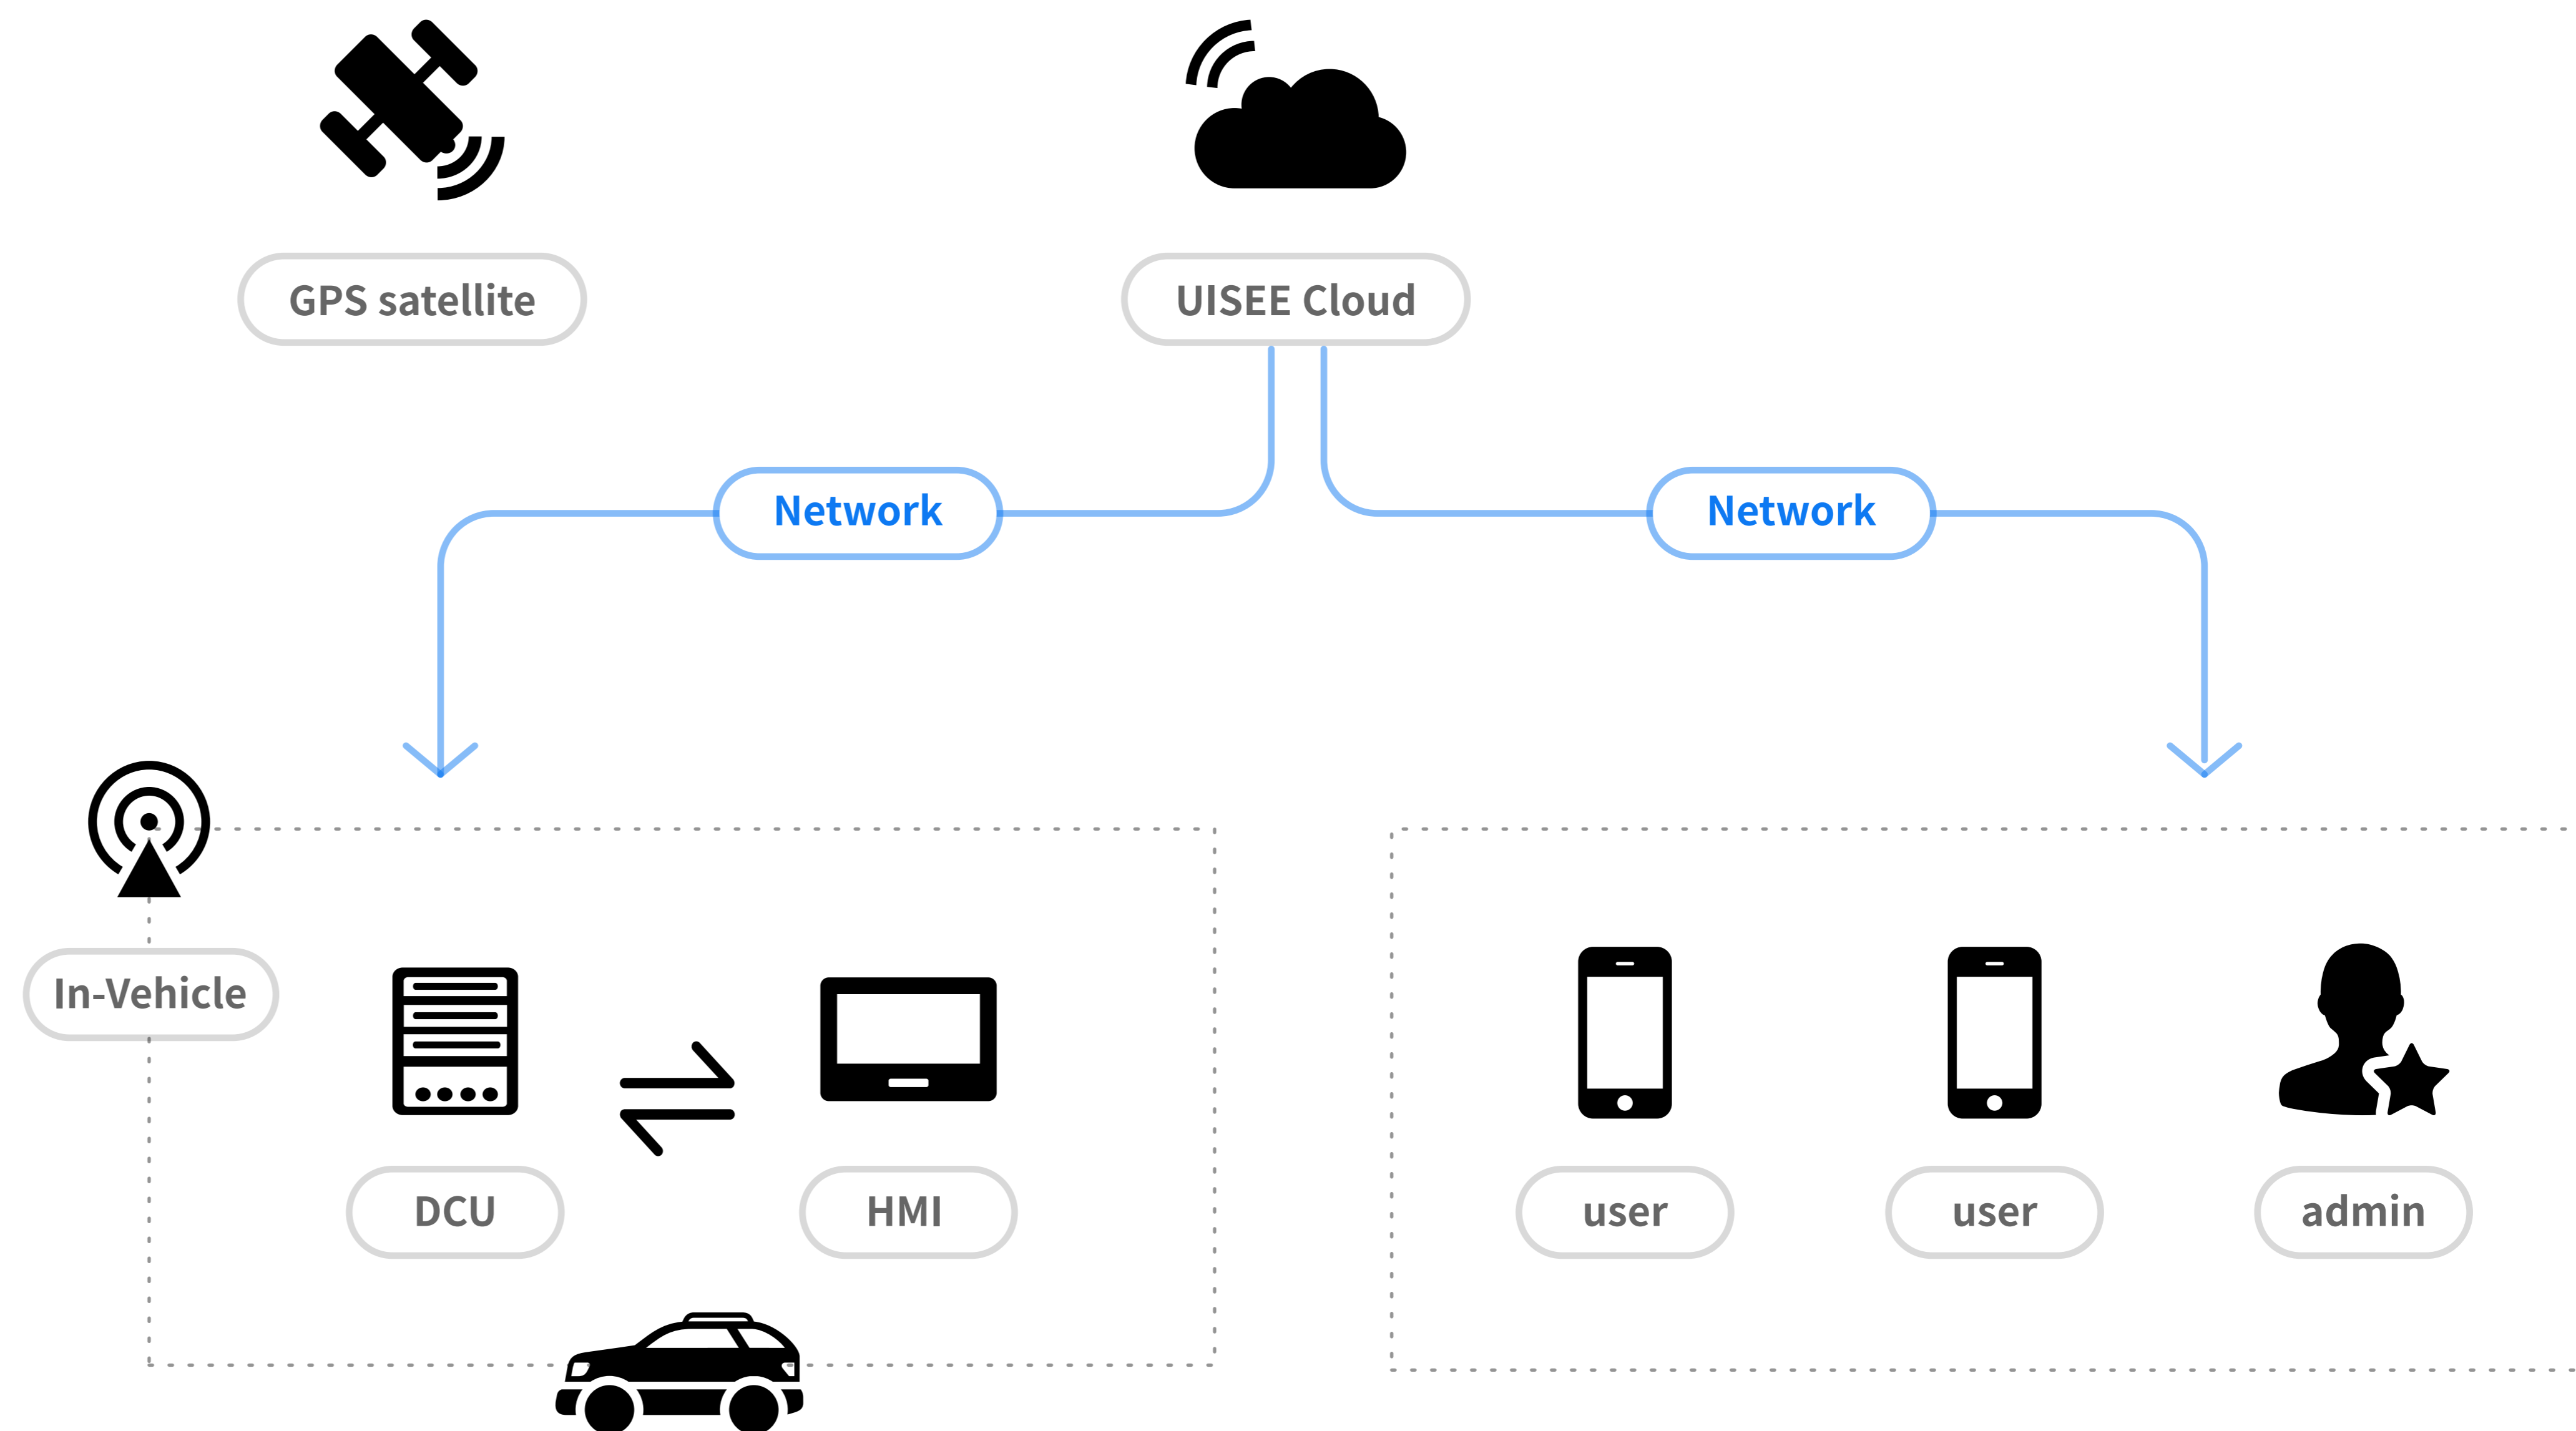 GPS satellite
UISEE Cloud
Network
Network
In-Vehicle
DCU
HMI
user
user
admin